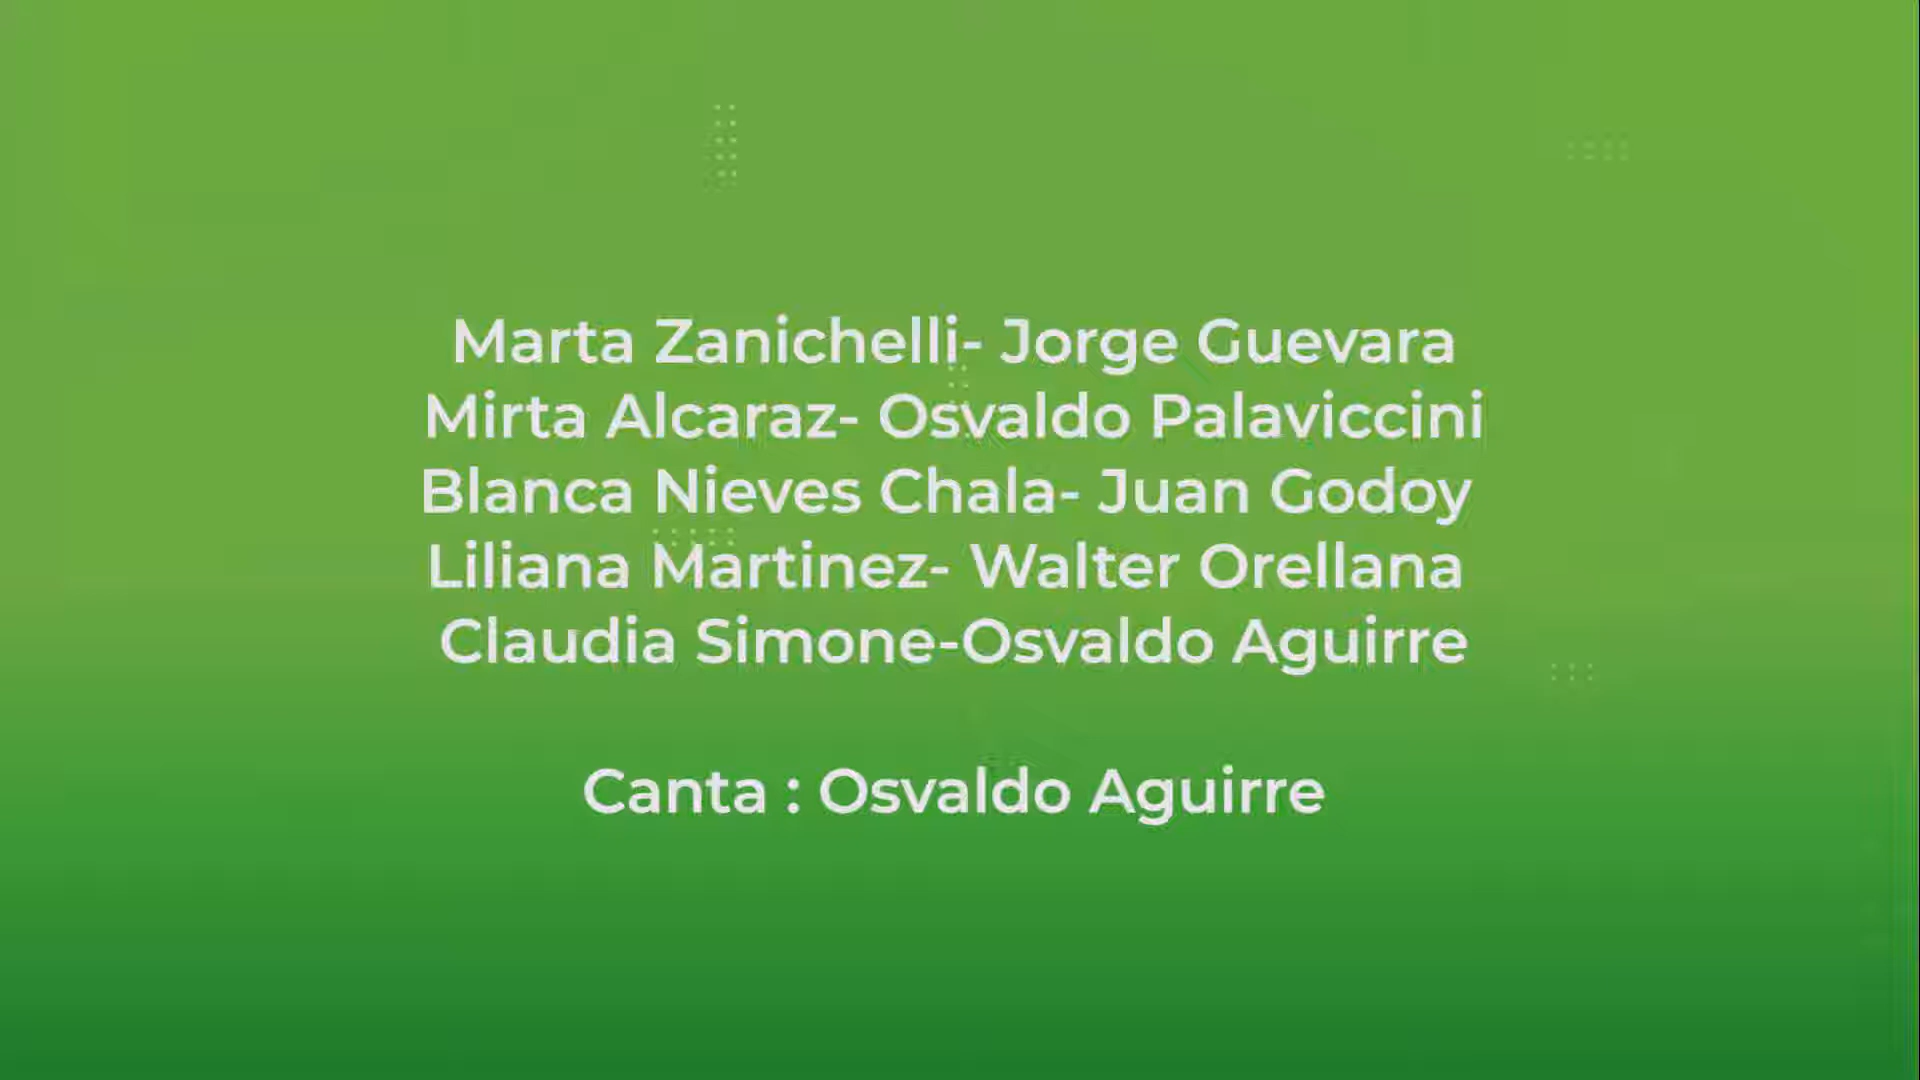 Marta Zanichelli- Jorge Guevara
Mirta Alcaraz- Osvaldo Palaviccini
Blanca Nieves Chala- Juan Godoy
Liliana Martinez- Walter Orellana
Claudia Simone-Osvaldo Aguirre
Canta : Osvaldo Aguirre